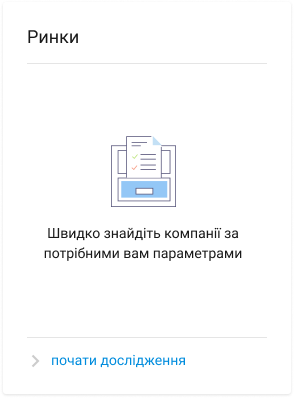 Ринки
Швидко знайдіть компанії за
потрібними вам параметрами
почати дослідження